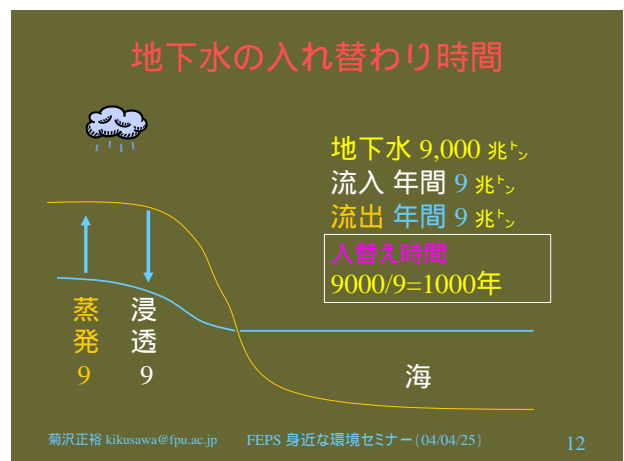 地下水の入れ替わり時間
地下水 9,000 兆㌧
流入 年間 9 兆㌧
流出 年間 9 兆㌧
入替え時間
9000/9=1000年
蒸発 9
浸透 9
海
菊沢正裕 kikusawa@fpu.ac.jp FEPS 身近な環境セミナー(04/04/25) 12